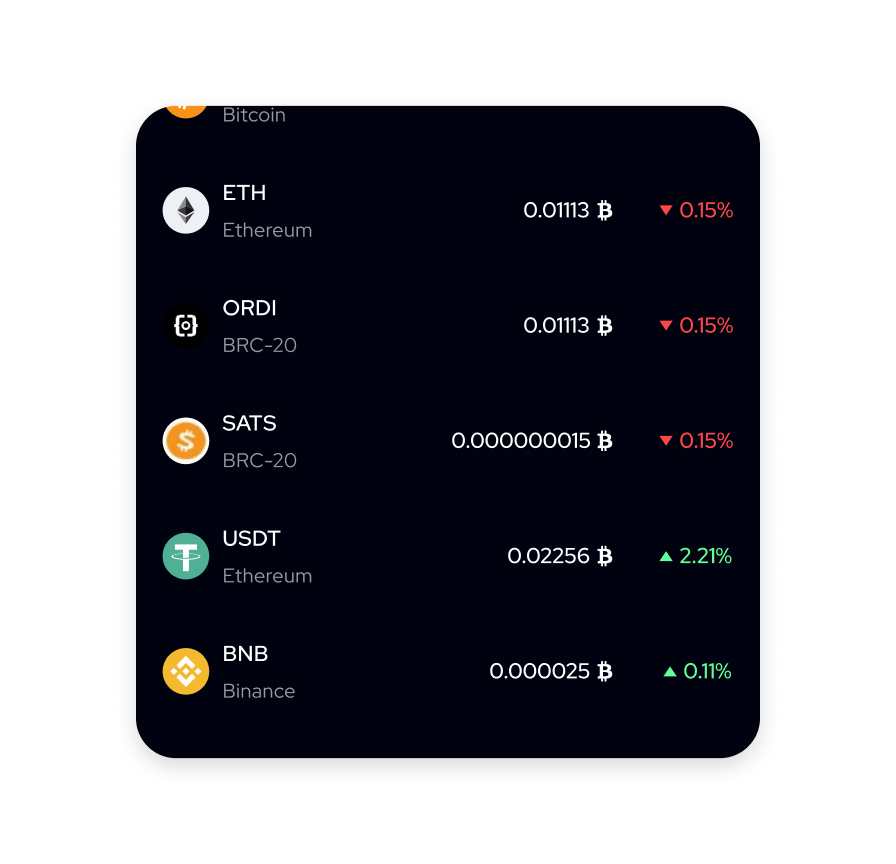 Bitcoin
ETH
Ethereum
0.01113 ₿ ▼ 0.15%
ORDI
BRC-20
0.01113 ₿ ▼ 0.15%
SATS
BRC-20
0.000000015 ₿ ▼ 0.15%
USDT
Ethereum
0.02256 ₿ ▲ 2.21%
BNB
Binance
0.000025 ₿ ▲ 0.11%